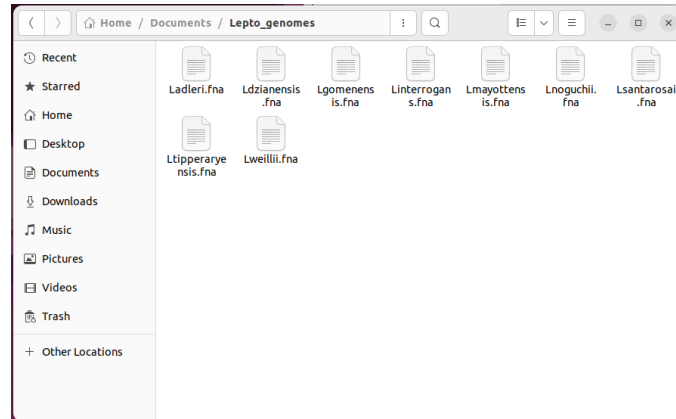 Home / Documents / Lepto_genomes
Recent
Starred
Home
Desktop
Documents
Downloads
Music
Pictures
Videos
Trash
+ Other Locations
Ladleri.fna
Ldzianensis
.fna
Lgomenens
is.fna
Linterrogan
s.fna
Lmayottens
is.fna
Lnoguchii.
fna
Lsantarosai
.fna
Ltipperarye
nsis.fna
Lweillii.fna